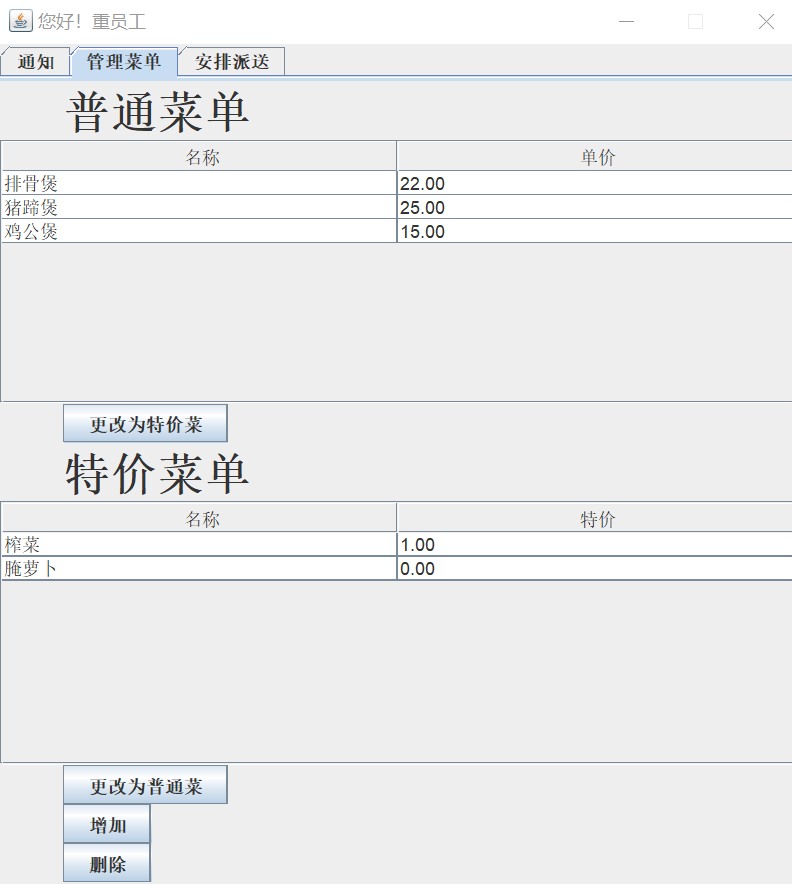 您好！重员工
通知 管理菜单 安排派送
普通菜单
名称 单价
排骨煲 22.00
猪蹄煲 25.00
鸡公煲 15.00
更改为特价菜
特价菜单
名称 特价
榨菜 1.00
腌萝卜 0.00
更改为普通菜
增加
删除